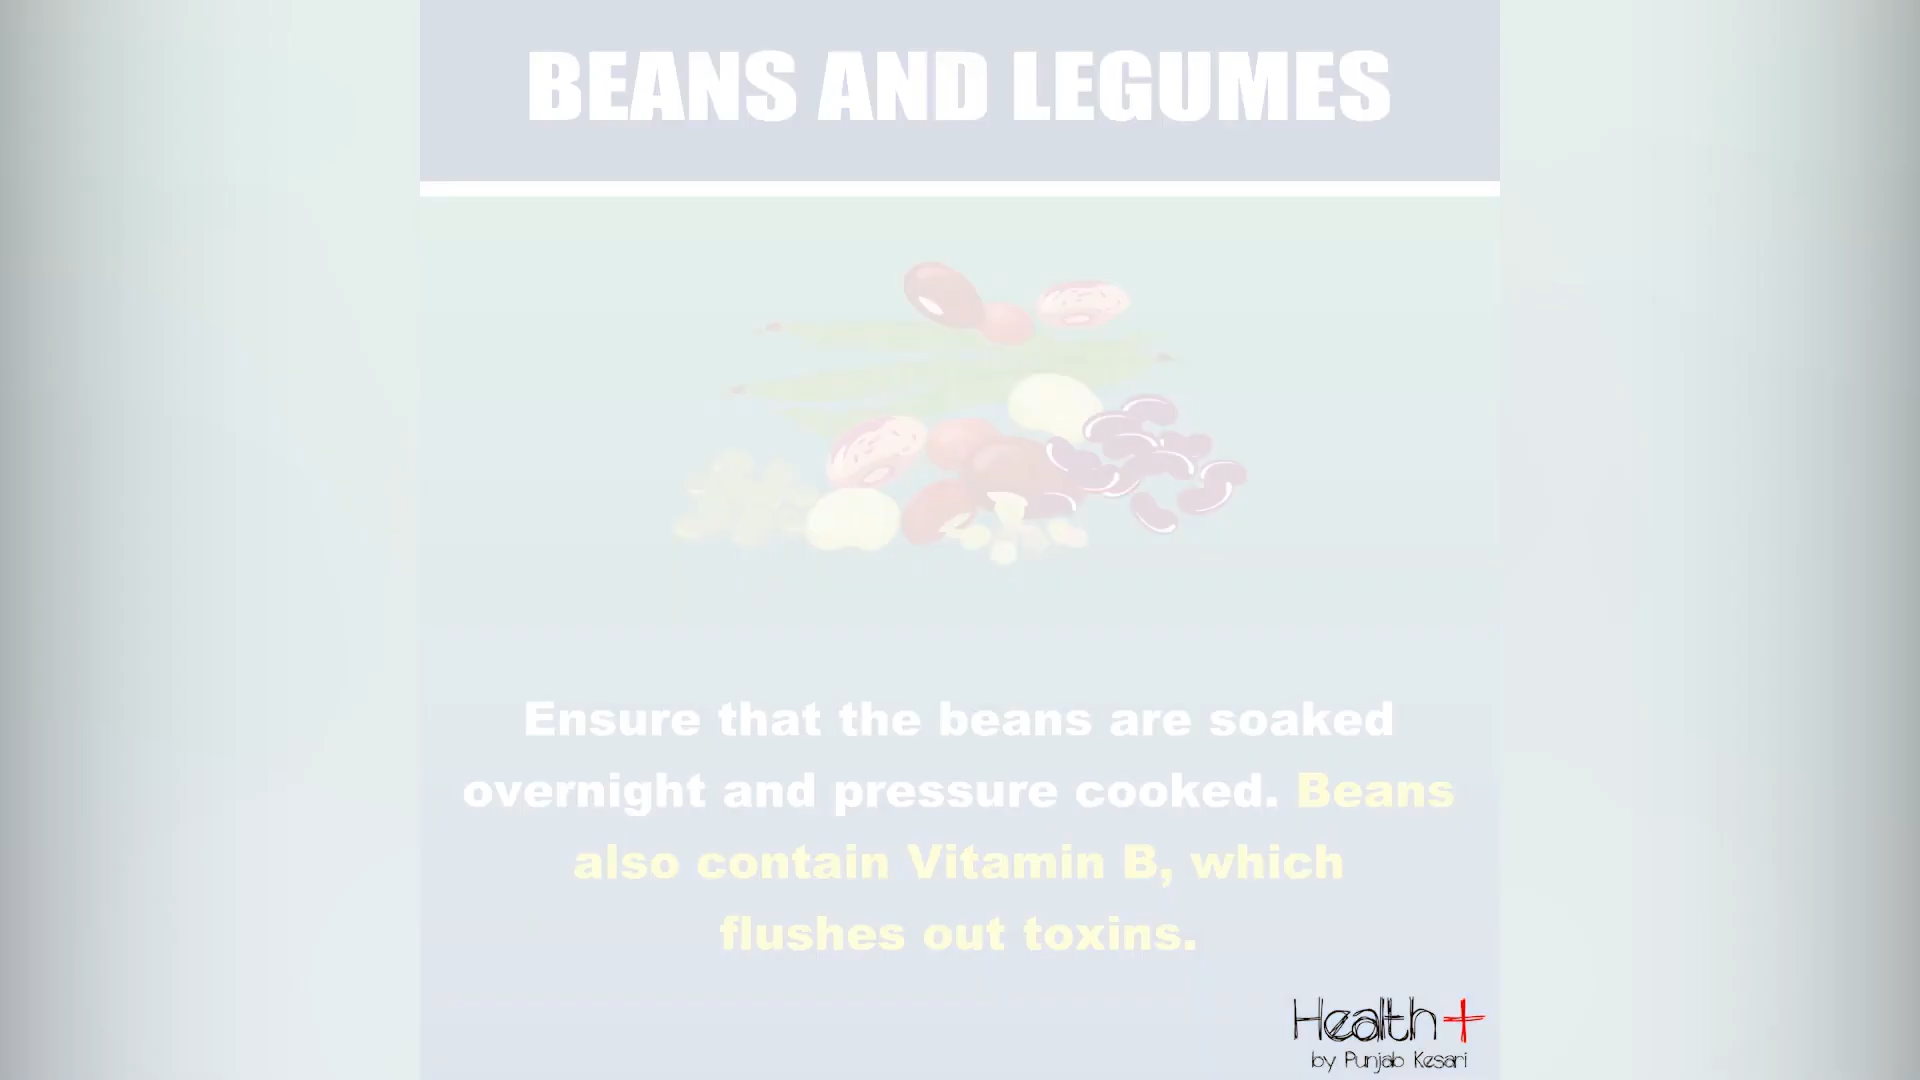 BEANS AND LEGUMES
Ensure that the beans are soaked
overnight and pressure cooked. Beans
also contain Vitamin B, which
flushes out toxins.
Health+
by Punjab Kesari